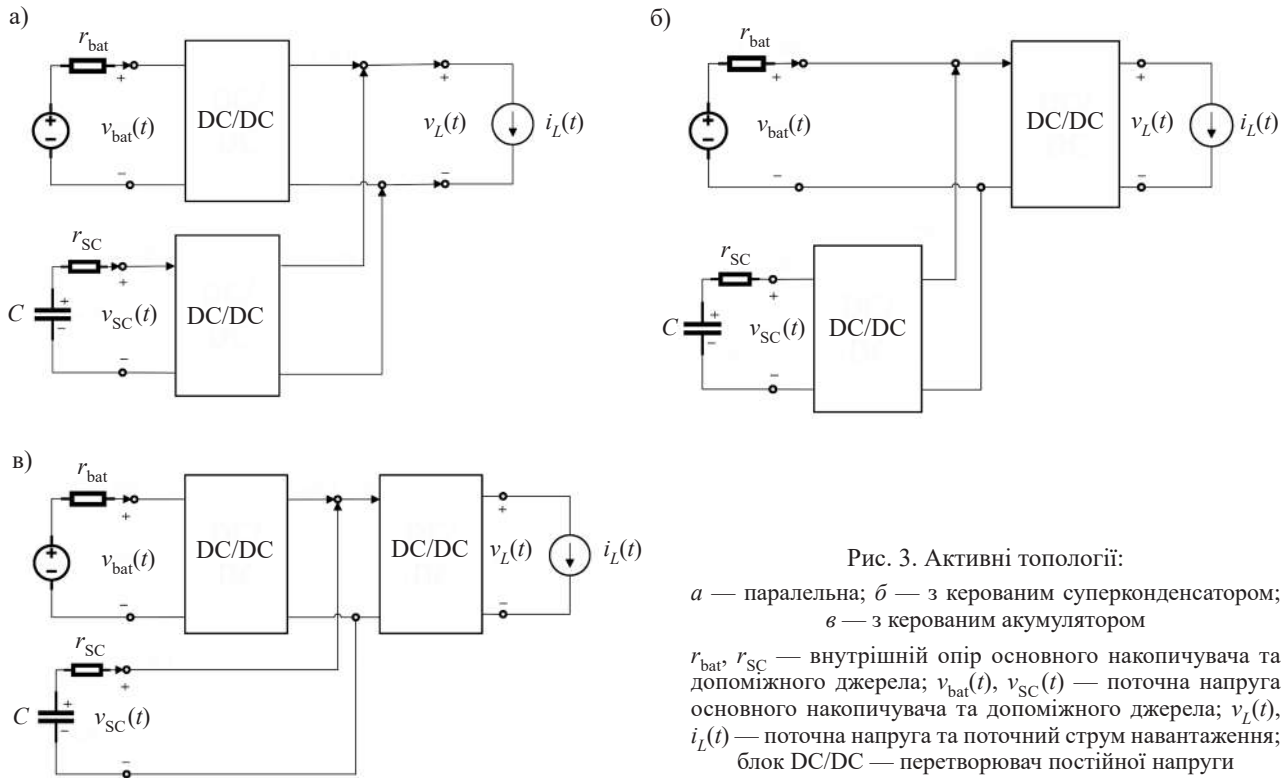 а)
r_bat
+
v_bat(t)
−
DC/DC
+
v_L(t)
−
i_L(t)
r_SC
+
C
+
−
v_SC(t)
−
DC/DC
б)
r_bat
+
v_bat(t)
−
DC/DC
+
v_L(t)
−
i_L(t)
r_SC
+
C
+
−
v_SC(t)
−
DC/DC
в)
r_bat
+
v_bat(t)
−
DC/DC
DC/DC
+
v_L(t)
−
i_L(t)
r_SC
+
C
+
−
v_SC(t)
−
Рис. 3. Активні топології:
а — паралельна; б — з керованим суперконденсатором;
в — з керованим акумулятором
r_bat, r_SC — внутрішній опір основного накопичувача та
допоміжного джерела; v_bat(t), v_SC(t) — поточна напруга
основного накопичувача та допоміжного джерела; v_L(t),
i_L(t) — поточна напруга та поточний струм навантаження;
блок DC/DC — перетворювач постійної напруги